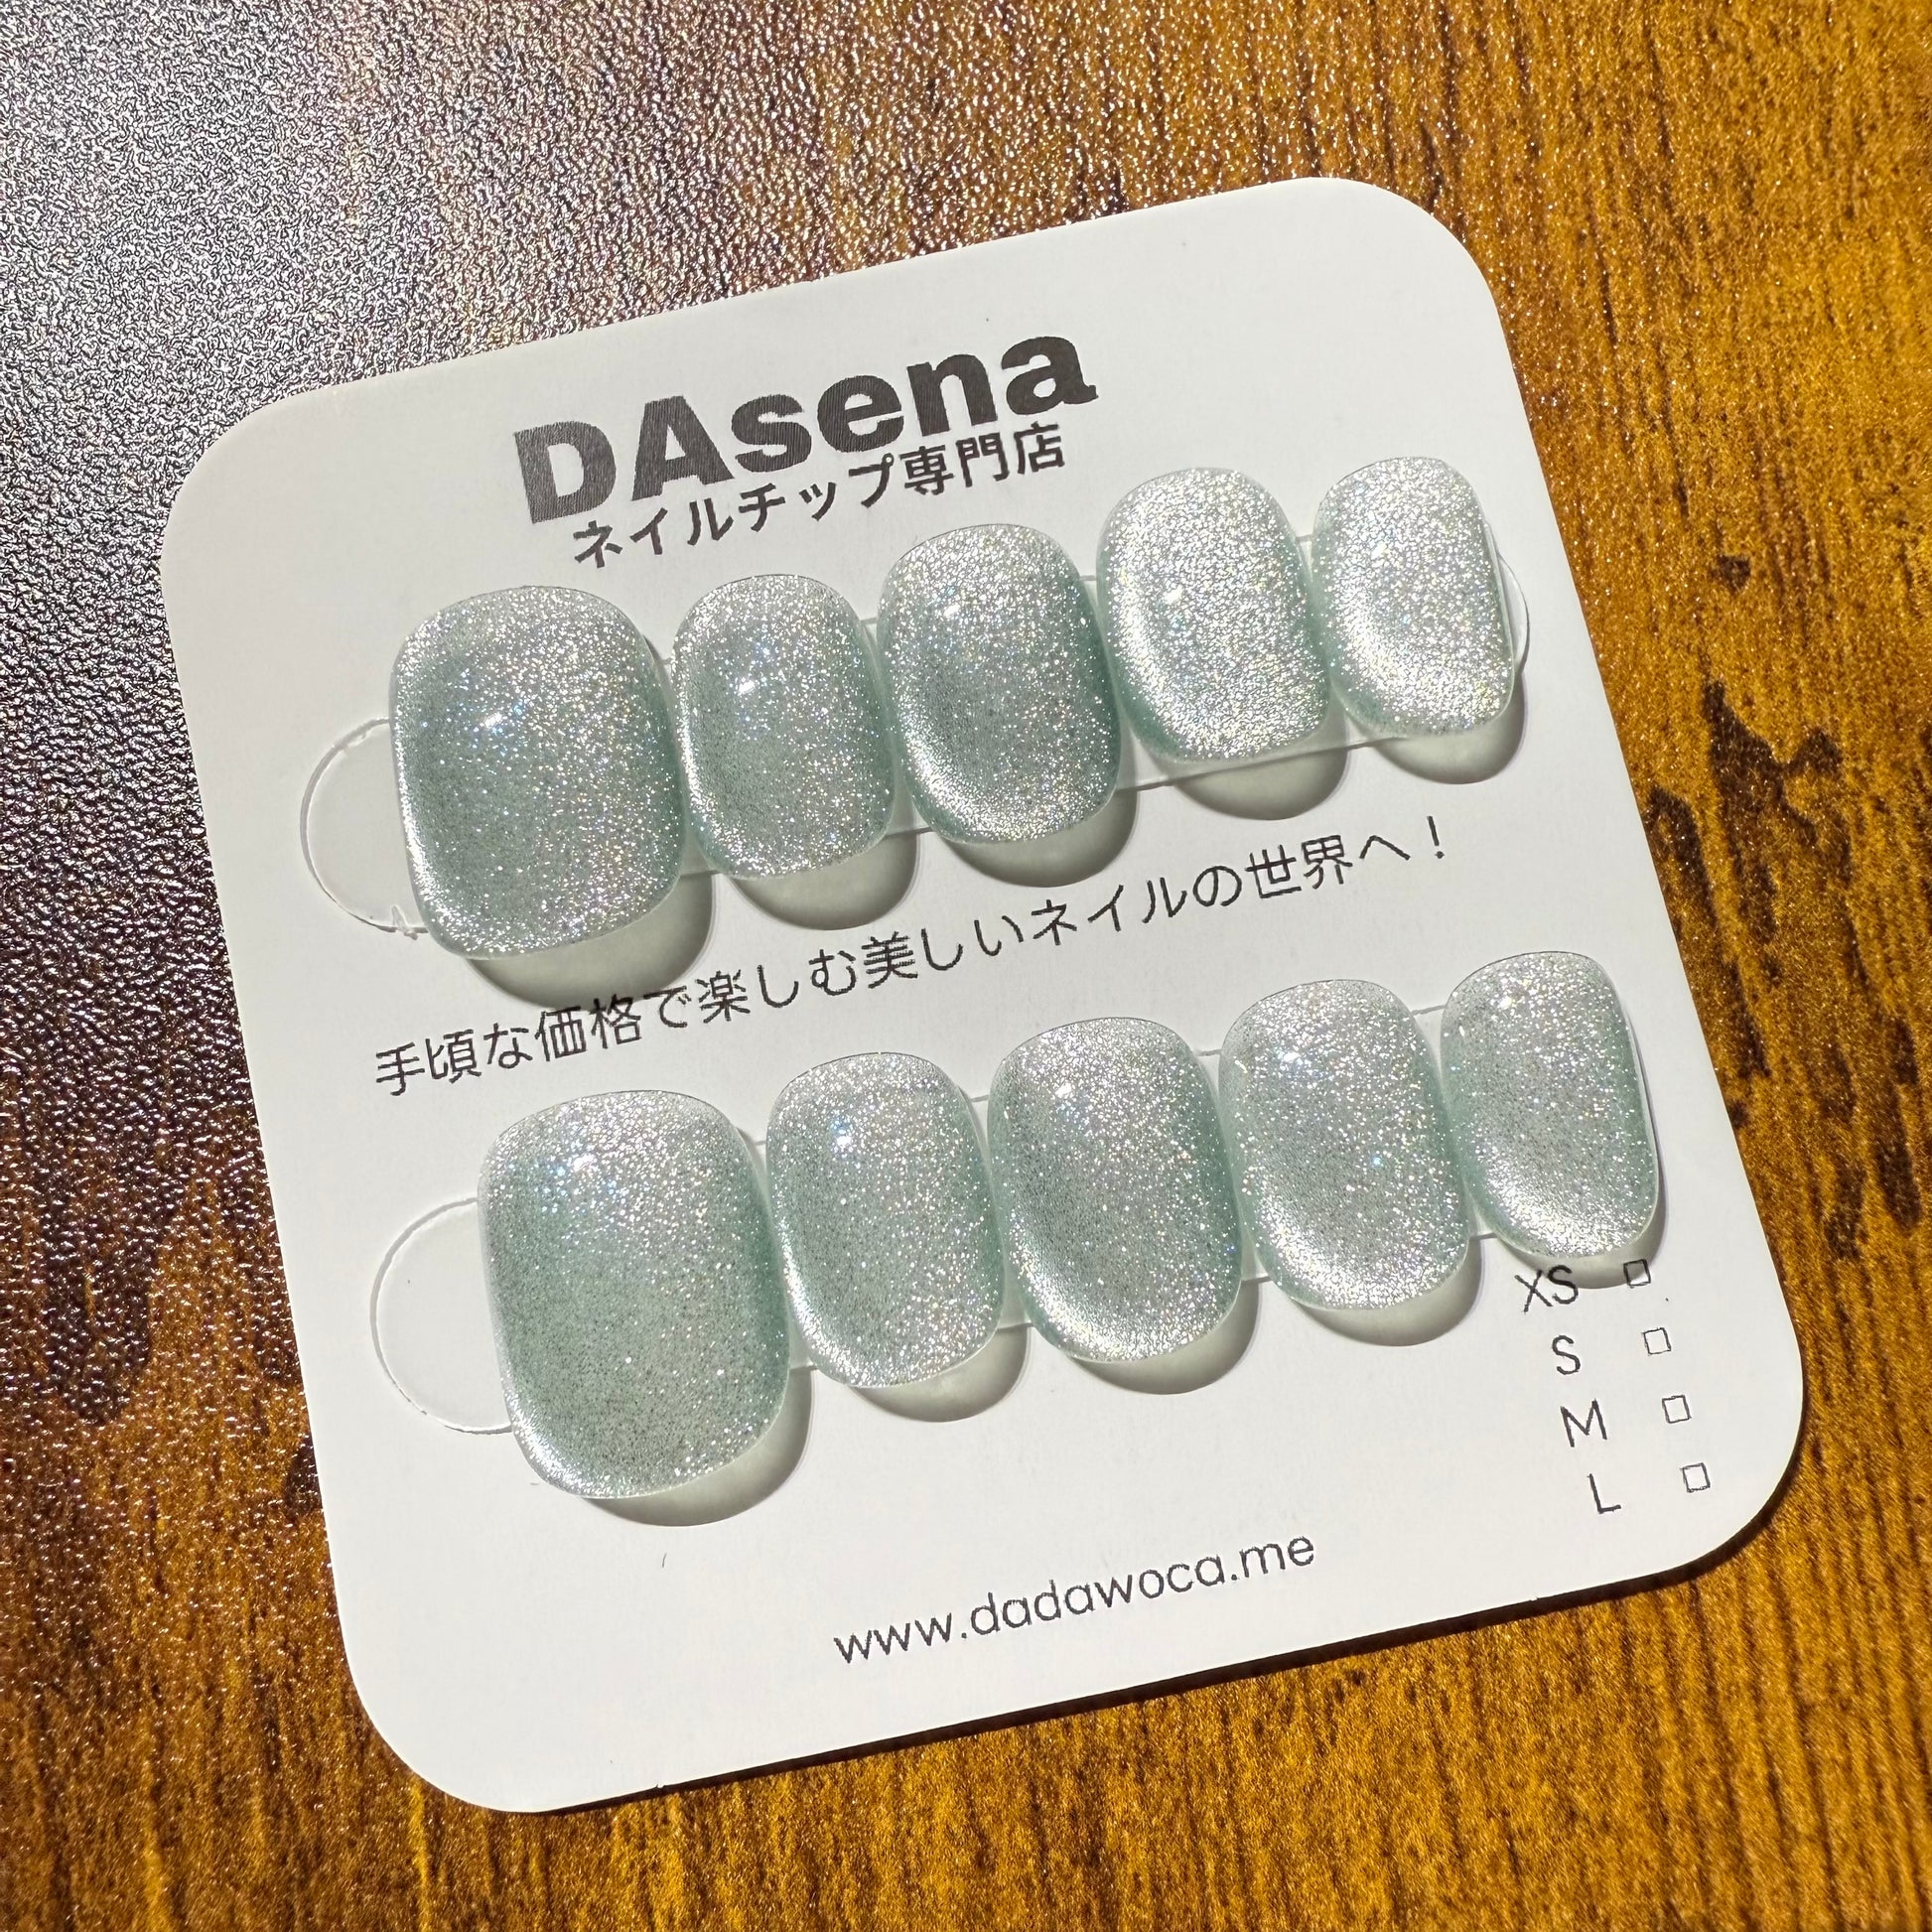 DAsena
ネイルチップ専門店
手頃な価格で楽しむ美しいネイルの世界へ！
XS □
S □
M □
L □
www.dadawoca.me